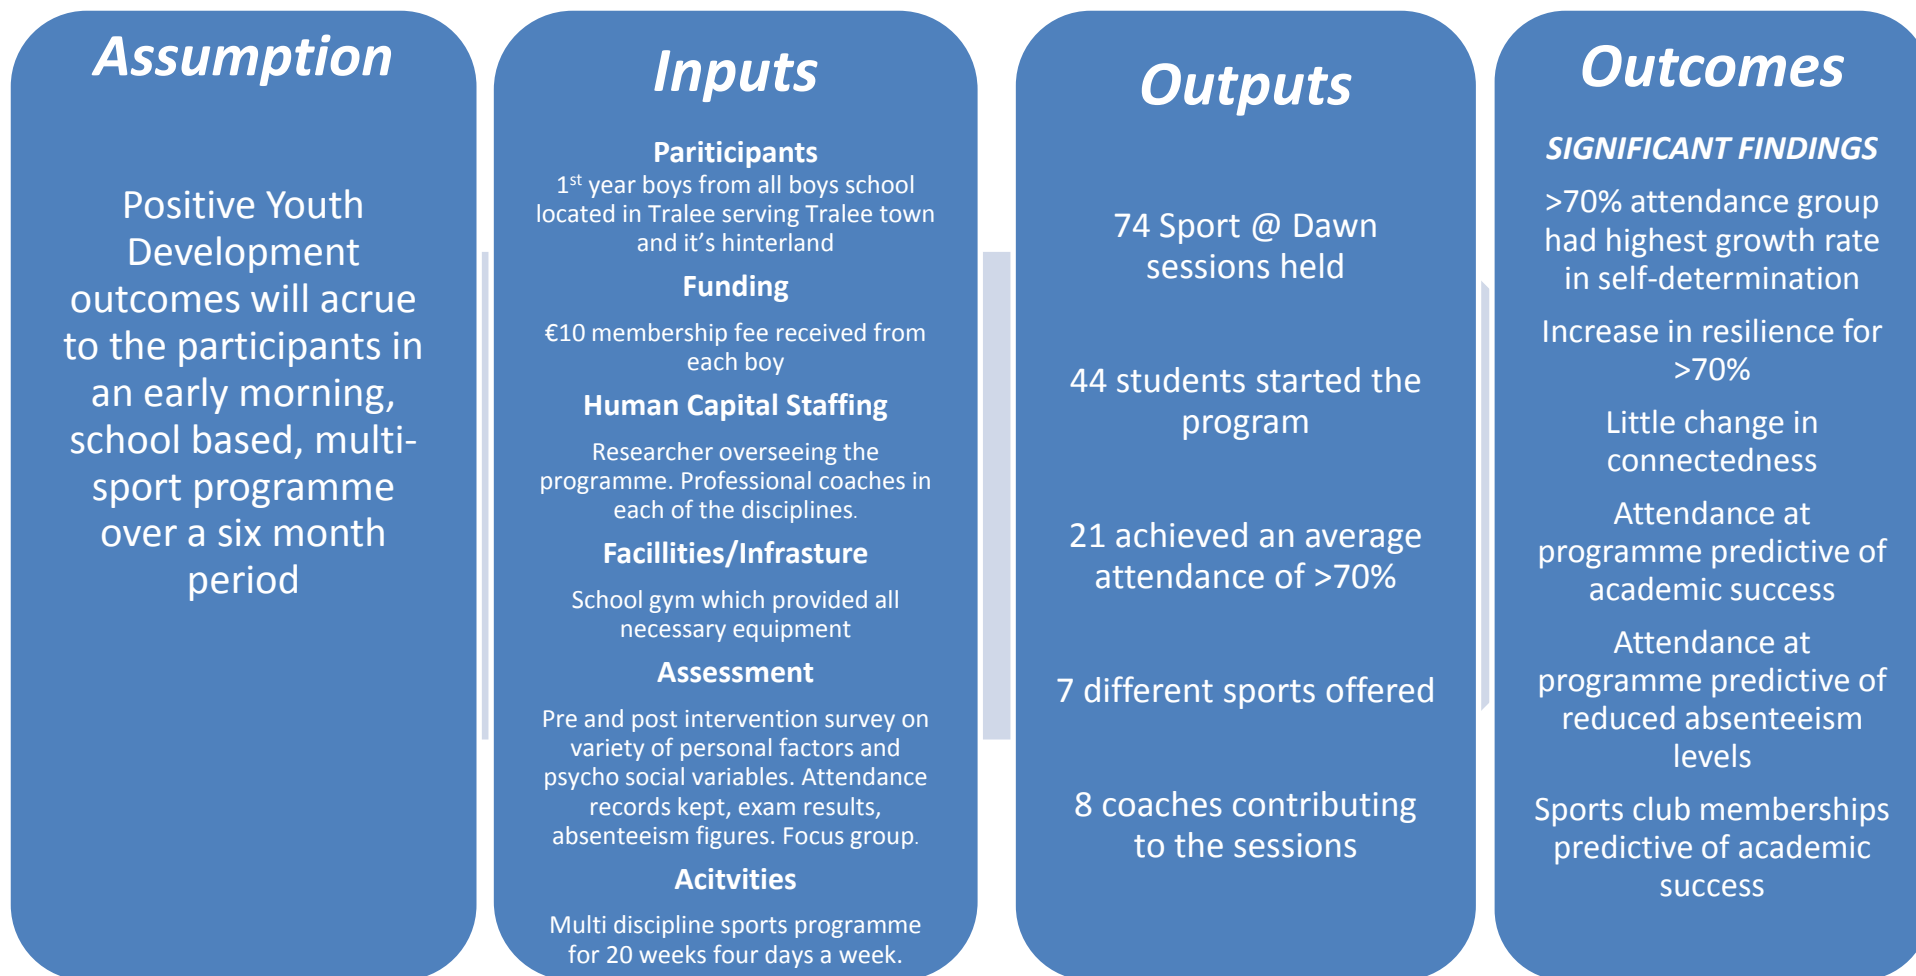 Assumption
Positive Youth
Development
outcomes will acrue
to the participants in
an early morning,
school based, multi-
sport programme
over a six month
period
Inputs
Pariticipants
1st year boys from all boys school
located in Tralee serving Tralee town
and it's hinterland
Funding
€10 membership fee received from
each boy
Human Capital Staffing
Researcher overseeing the
programme. Professional coaches in
each of the disciplines.
Facillities/Infrasture
School gym which provided all
necessary equipment
Assessment
Pre and post intervention survey on
variety of personal factors and
psycho social variables. Attendance
records kept, exam results,
absenteeism figures. Focus group.
Acitvities
Multi discipline sports programme
for 20 weeks four days a week.
Outputs
74 Sport @ Dawn
sessions held
44 students started the
program
21 achieved an average
attendance of >70%
7 different sports offered
8 coaches contributing
to the sessions
Outcomes
SIGNIFICANT FINDINGS
>70% attendance group
had highest growth rate
in self-determination
Increase in resilience for
>70%
Little change in
connectedness
Attendance at
programme predictive of
academic success
Attendance at
programme predictive of
reduced absenteeism
levels
Sports club memberships
predictive of academic
success